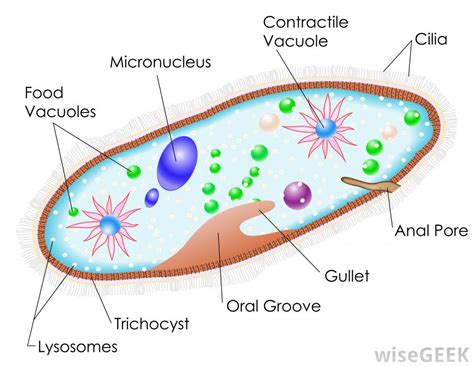 Contractile
Vacuole
Cilia
Micronucleus
Food
Vacuoles
Anal Pore
Gullet
Oral Groove
Trichocyst
Lysosomes
wiseGEEK